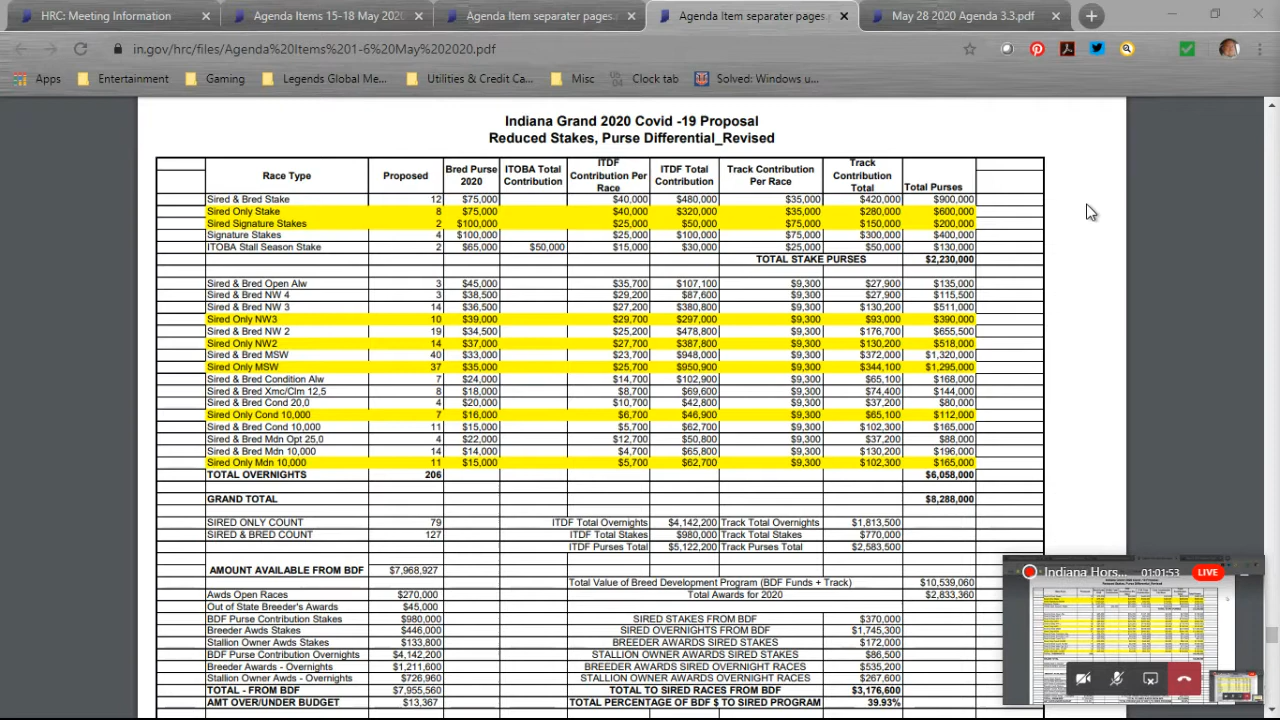 HRC: Meeting Information
Agenda Items 15-18 May 2020
Agenda Item separater pages
Agenda Item separater pages
May 28 2020 Agenda 3.3.pdf
in.gov/hrc/files/Agenda%20Items%201-6%20May%202020.pdf
Apps Entertainment Gaming Legends Global Me... Utilities & Credit Ca... Misc Clock tab Solved: Windows u...
Indiana Grand 2020 Covid -19 Proposal
Reduced Stakes, Purse Differential_Revised
Race Type Proposed Bred Purse 2020 ITOBA Total Contribution ITDF Contribution Per Race ITDF Total Contribution Track Contribution Per Race Track Contribution Total Total Purses
Sired & Bred Stake 12 $75,000 $40,000 $480,000 $35,000 $420,000 $900,000
Sired Only Stake 8 $75,000 $40,000 $320,000 $35,000 $280,000 $600,000
Sired Signature Stakes 2 $100,000 $25,000 $50,000 $75,000 $150,000 $200,000
Signature Stakes 4 $100,000 $25,000 $100,000 $75,000 $300,000 $400,000
ITOBA Stall Season Stake 2 $65,000 $50,000 $15,000 $30,000 $25,000 $50,000 $130,000
TOTAL STAKE PURSES $2,230,000
Sired & Bred Open Alw 3 $45,000 $35,700 $107,100 $9,300 $27,900 $135,000
Sired & Bred NW 4 3 $38,500 $29,200 $87,600 $9,300 $27,900 $115,500
Sired & Bred NW 3 14 $36,500 $27,200 $380,800 $9,300 $130,200 $511,000
Sired Only NW3 10 $39,000 $29,700 $297,000 $9,300 $93,000 $390,000
Sired & Bred NW 2 19 $34,500 $25,200 $478,800 $9,300 $176,700 $655,500
Sired Only NW2 14 $37,000 $27,700 $387,800 $9,300 $130,200 $518,000
Sired & Bred MSW 40 $33,000 $23,700 $948,000 $9,300 $372,000 $1,320,000
Sired Only MSW 37 $35,000 $25,700 $950,900 $9,300 $344,100 $1,295,000
Sired & Bred Condition Alw 7 $24,000 $14,700 $102,900 $9,300 $65,100 $168,000
Sired & Bred Xmc/Clm 12,5 8 $18,000 $8,700 $69,600 $9,300 $74,400 $144,000
Sired & Bred Cond 20,0 4 $20,000 $10,700 $42,800 $9,300 $37,200 $80,000
Sired Only Cond 10,000 7 $16,000 $6,700 $46,900 $9,300 $65,100 $112,000
Sired & Bred Cond 10,000 11 $15,000 $5,700 $62,700 $9,300 $102,300 $165,000
Sired & Bred Mdn Opt 25,0 4 $22,000 $12,700 $50,800 $9,300 $37,200 $88,000
Sired & Bred Mdn 10,000 14 $14,000 $4,700 $65,800 $9,300 $130,200 $196,000
Sired Only Mdn 10,000 11 $15,000 $5,700 $62,700 $9,300 $102,300 $165,000
TOTAL OVERNIGHTS 206 $6,058,000
GRAND TOTAL $8,288,000
SIRED ONLY COUNT 79 ITDF Total Overnights $4,142,200 Track Total Overnights $1,813,500
SIRED & BRED COUNT 127 ITDF Total Stakes $980,000 Track Total Stakes $770,000
ITDF Purses Total $5,122,200 Track Purses Total $2,583,500
AMOUNT AVAILABLE FROM BDF $7,968,927
Total Value of Breed Development Program (BDF Funds + Track) $10,539,060
Awds Open Races $270,000 Total Awards for 2020 $2,833,360
Out of State Breeder's Awards $45,000
BDF Purse Contribution Stakes $980,000 SIRED STAKES FROM BDF $370,000
Breeder Awds Stakes $446,000 SIRED OVERNIGHTS FROM BDF $1,745,300
Stallion Owner Awds Stakes $133,800 BREEDER AWARDS SIRED STAKES $172,000
BDF Purse Contribution Overnights $4,142,200 STALLION OWNER AWARDS SIRED STAKES $86,500
Breeder Awards - Overnights $1,211,600 BREEDER AWARDS SIRED OVERNIGHT RACES $535,200
Stallion Owner Awds - Overnights $726,960 STALLION OWNER AWARDS SIRED OVERNIGHT RACES $267,600
TOTAL - FROM BDF $7,955,560 TOTAL TO SIRED RACES FROM BDF $3,176,600
AMT OVER/UNDER BUDGET $13,367 TOTAL PERCENTAGE OF BDF $ TO SIRED PROGRAM 39.93%
Indiana Hors... 01:01:53 LIVE